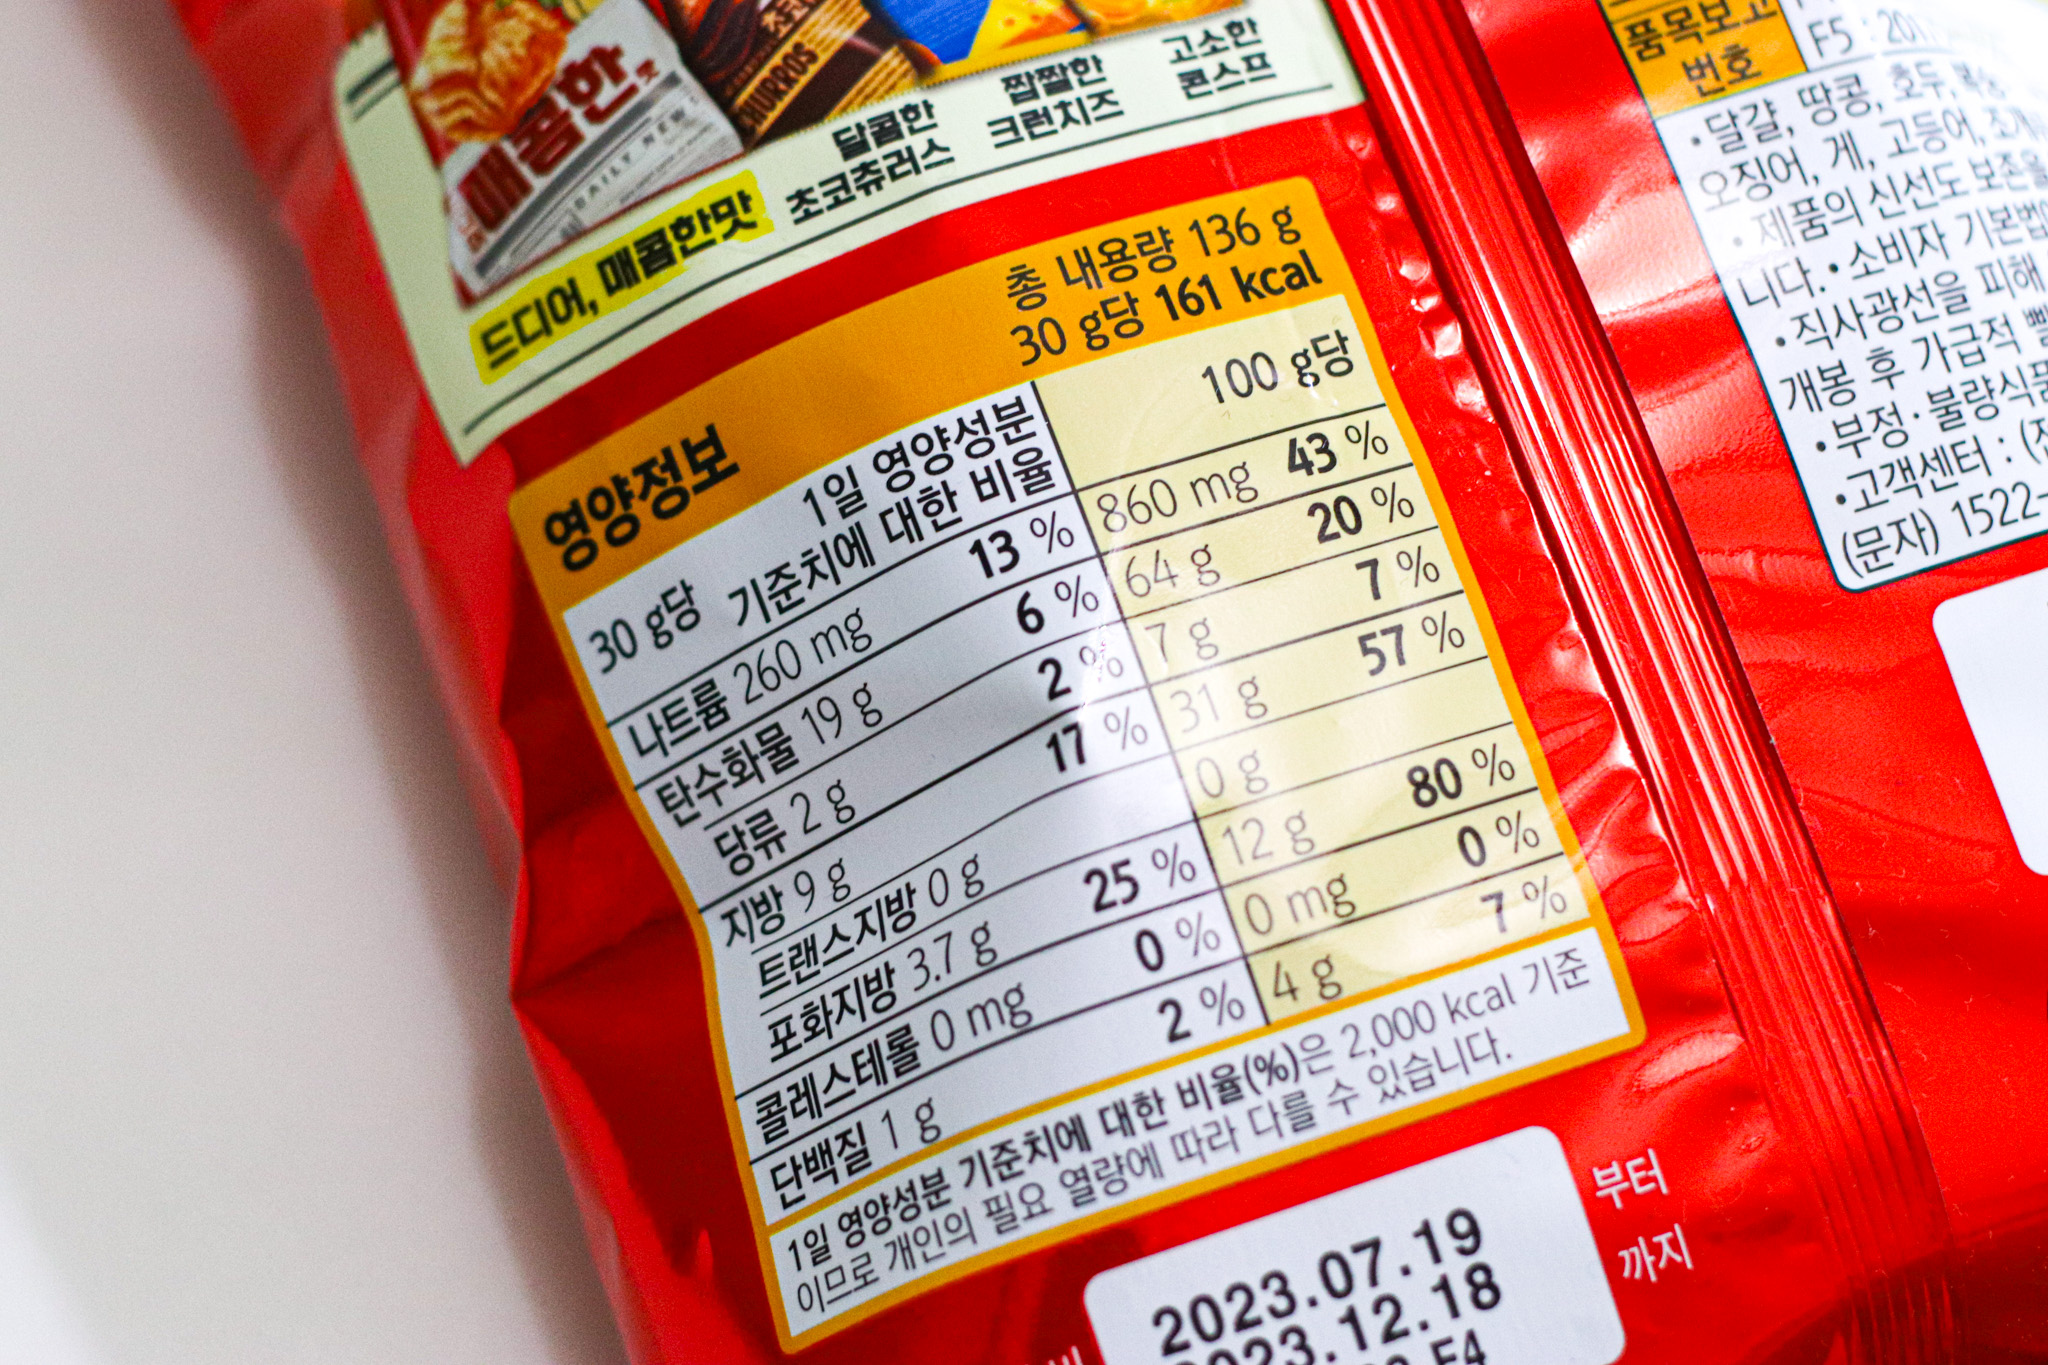 매콤한맛
DAILY NEW
CHURROS
드디어, 매콤한맛
달콤한
초코츄러스
짭짤한
크런치즈
고소한
콘스프
영양정보
총 내용량 136 g
30 g당 161 kcal
30 g당 1일 영양성분 기준치에 대한 비율 100 g당
나트륨 260 mg 13 % 860 mg 43 %
탄수화물 19 g 6 % 64 g 20 %
당류 2 g 2 % 7 g 7 %
지방 9 g 17 % 31 g 57 %
트랜스지방 0 g 0 g
포화지방 3.7 g 25 % 12 g 80 %
콜레스테롤 0 mg 0 % 0 mg 0 %
단백질 1 g 2 % 4 g 7 %
1일 영양성분 기준치에 대한 비율(%)은 2,000 kcal 기준
이므로 개인의 필요 열량에 따라 다를 수 있습니다.
2023.07.19 부터
2023.12.18 까지
F4
품목보고
번호
• 달걀, 땅콩, 호두,
오징어, 게, 고등어,
• 제품의 신선도
니다. • 소비자 기본법
• 직사광선을 피해
개봉 후 가급적
• 부정·불량식품
• 고객센터 :
(문자) 1522-